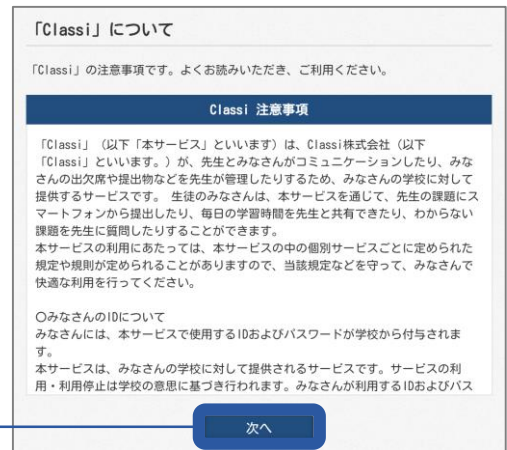 「Classi」について
「Classi」の注意事項です。よくお読みいただき、ご利用ください。
Classi 注意事項
「Classi」（以下「本サービス」といいます）は、Classi株式会社（以下
「Classi」といいます。）が、先生とみなさんがコミュニケーションしたり、みな
さんの出欠席や提出物などを先生が管理したりするため、みなさんの学校に対して
提供するサービスです。 生徒のみなさんは、本サービスを通じて、先生の課題にス
マートフォンから提出したり、毎日の学習時間を先生と共有できたり、わからない
課題を先生に質問したりすることができます。
本サービスの利用にあたっては、本サービスの中の個別サービスごとに定められた
規定や規則が定められることがありますので、当該規定などを守って、みなさんで
快適な利用を行ってください。
〇みなさんのIDについて
みなさんには、本サービスで使用するIDおよびパスワードが学校から付与されま
す。
本サービスは、みなさんの学校に対して提供されるサービスです。サービスの利
用・利用停止は学校の意思に基づき行われます。みなさんが利用するIDおよびパス
次へ